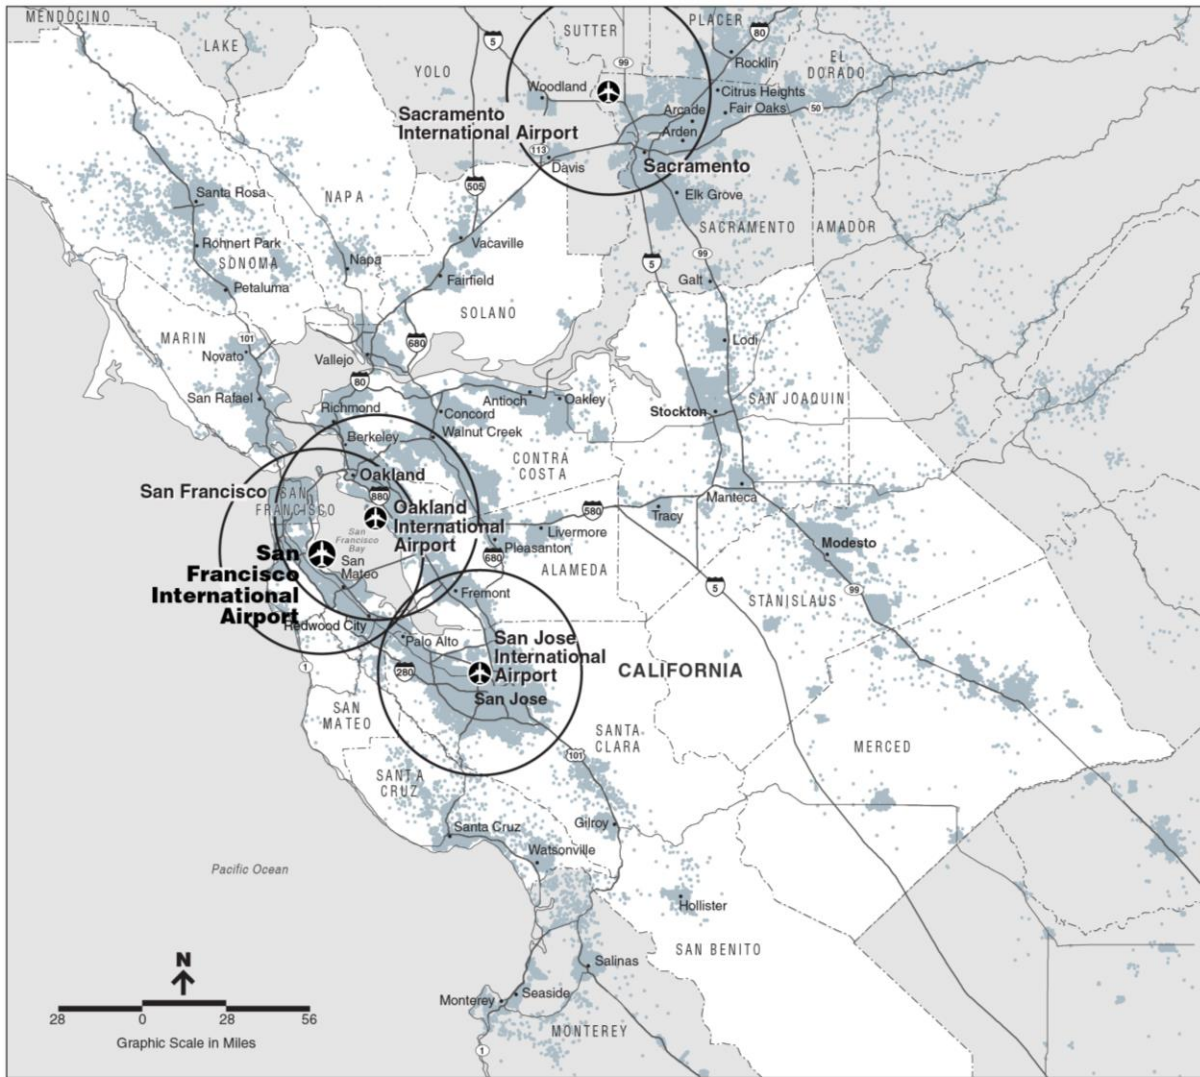 MENDOCINO
LAKE
YOLO
SUTTER
PLACER
EL
DORADO
5
99
80
Rocklin
Woodland
Citrus Heights
Fair Oaks
50
Arcade
Arden
Sacramento
International Airport
113
Davis
Sacramento
505
Santa Rosa
NAPA
Elk Grove
SACRAMENTO
AMADOR
Rohnert Park
SONOMA
Napa
Vacaville
99
5
Galt
Petaluma
Fairfield
SOLANO
MARIN
101
Novato
Vallejo
680
Lodi
80
San Rafael
Richmond
Antioch
Oakley
Concord
Stockton
SAN JOAQUIN
Berkeley
Walnut Creek
CONTRA
COSTA
San Francisco
SAN
FRANCISCO
Oakland
880
Oakland
International
Airport
Manteca
580
Tracy
Livermore
San
Francisco
Bay
Pleasanton
680
Modesto
San
Francisco
International
Airport
San
Mateo
ALAMEDA
Fremont
5
99
STANISLAUS
Redwood City
Palo Alto
San Jose
International
Airport
1
280
CALIFORNIA
San Jose
SAN
MATEO
SANTA
CLARA
101
MERCED
SANTA
CRUZ
Santa Cruz
Gilroy
Watsonville
Pacific Ocean
Hollister
SAN BENITO
N
Salinas
Monterey
Seaside
MONTEREY
1
28 0 28 56
Graphic Scale in Miles